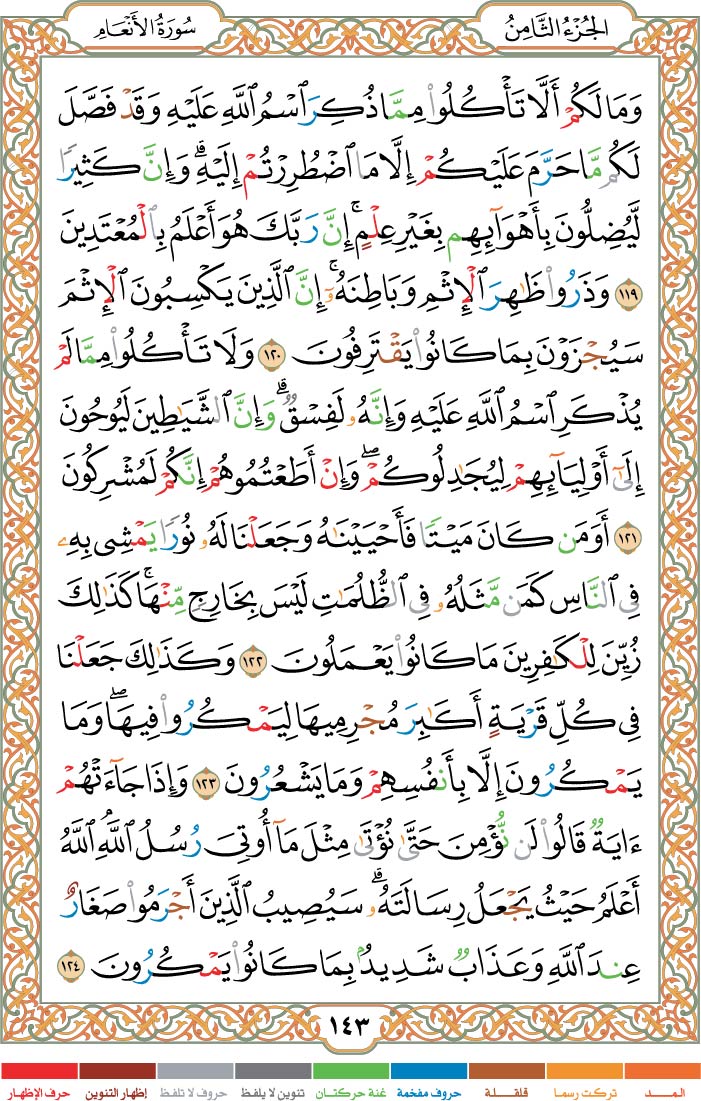 الجُزْءُ الثَّامِنُ
سُورَةُ الأَنْعَامِ
وَمَا لَكُمْ أَلَّا تَأْكُلُوا۟ مِمَّا ذُكِرَ ٱسْمُ ٱللَّهِ عَلَيْهِ وَقَدْ فَصَّلَ
لَكُم مَّا حَرَّمَ عَلَيْكُمْ إِلَّا مَا ٱضْطُرِرْتُمْ إِلَيْهِ ۗ وَإِنَّ كَثِيرًا
لَّيُضِلُّونَ بِأَهْوَآئِهِم بِغَيْرِ عِلْمٍ ۚ إِنَّ رَبَّكَ هُوَ أَعْلَمُ بِٱلْمُعْتَدِينَ
١١٩ وَذَرُوا۟ ظَٰهِرَ ٱلْإِثْمِ وَبَاطِنَهُۥٓ ۚ إِنَّ ٱلَّذِينَ يَكْسِبُونَ ٱلْإِثْمَ
سَيُجْزَوْنَ بِمَا كَانُوا۟ يَقْتَرِفُونَ ١٢٠ وَلَا تَأْكُلُوا۟ مِمَّا لَمْ
يُذْكَرِ ٱسْمُ ٱللَّهِ عَلَيْهِ وَإِنَّهُۥ لَفِسْقٌ ۗ وَإِنَّ ٱلشَّيَٰطِينَ لَيُوحُونَ
إِلَىٰٓ أَوْلِيَآئِهِمْ لِيُجَٰدِلُوكُمْ ۖ وَإِنْ أَطَعْتُمُوهُمْ إِنَّكُمْ لَمُشْرِكُونَ
١٢١ أَوَمَن كَانَ مَيْتًا فَأَحْيَيْنَٰهُ وَجَعَلْنَا لَهُۥ نُورًا يَمْشِى بِهِۦ
فِى ٱلنَّاسِ كَمَن مَّثَلُهُۥ فِى ٱلظُّلُمَٰتِ لَيْسَ بِخَارِجٍ مِّنْهَا ۚ كَذَٰلِكَ
زُيِّنَ لِلْكَٰفِرِينَ مَا كَانُوا۟ يَعْمَلُونَ ١٢٢ وَكَذَٰلِكَ جَعَلْنَا
فِى كُلِّ قَرْيَةٍ أَكَٰبِرَ مُجْرِمِيهَا لِيَمْكُرُوا۟ فِيهَا ۖ وَمَا
يَمْكُرُونَ إِلَّا بِأَنفُسِهِمْ وَمَا يَشْعُرُونَ ١٢٣ وَإِذَا جَآءَتْهُمْ
ءَايَةٌ قَالُوا۟ لَن نُّؤْمِنَ حَتَّىٰ نُؤْتَىٰ مِثْلَ مَآ أُوتِىَ رُسُلُ ٱللَّهِ ۘ ٱللَّهُ
أَعْلَمُ حَيْثُ يَجْعَلُ رِسَالَتَهُۥ ۗ سَيُصِيبُ ٱلَّذِينَ أَجْرَمُوا۟ صَغَارٌ
عِندَ ٱللَّهِ وَعَذَابٌ شَدِيدٌۢ بِمَا كَانُوا۟ يَمْكُرُونَ ١٢٤
١٤٣
المـــد تركت رسما قلقـلـة حروف مفخمة غنة حركتان تنوين لا يلفظ حروف لا تلفظ إظهار التنوين حرف الإظهار